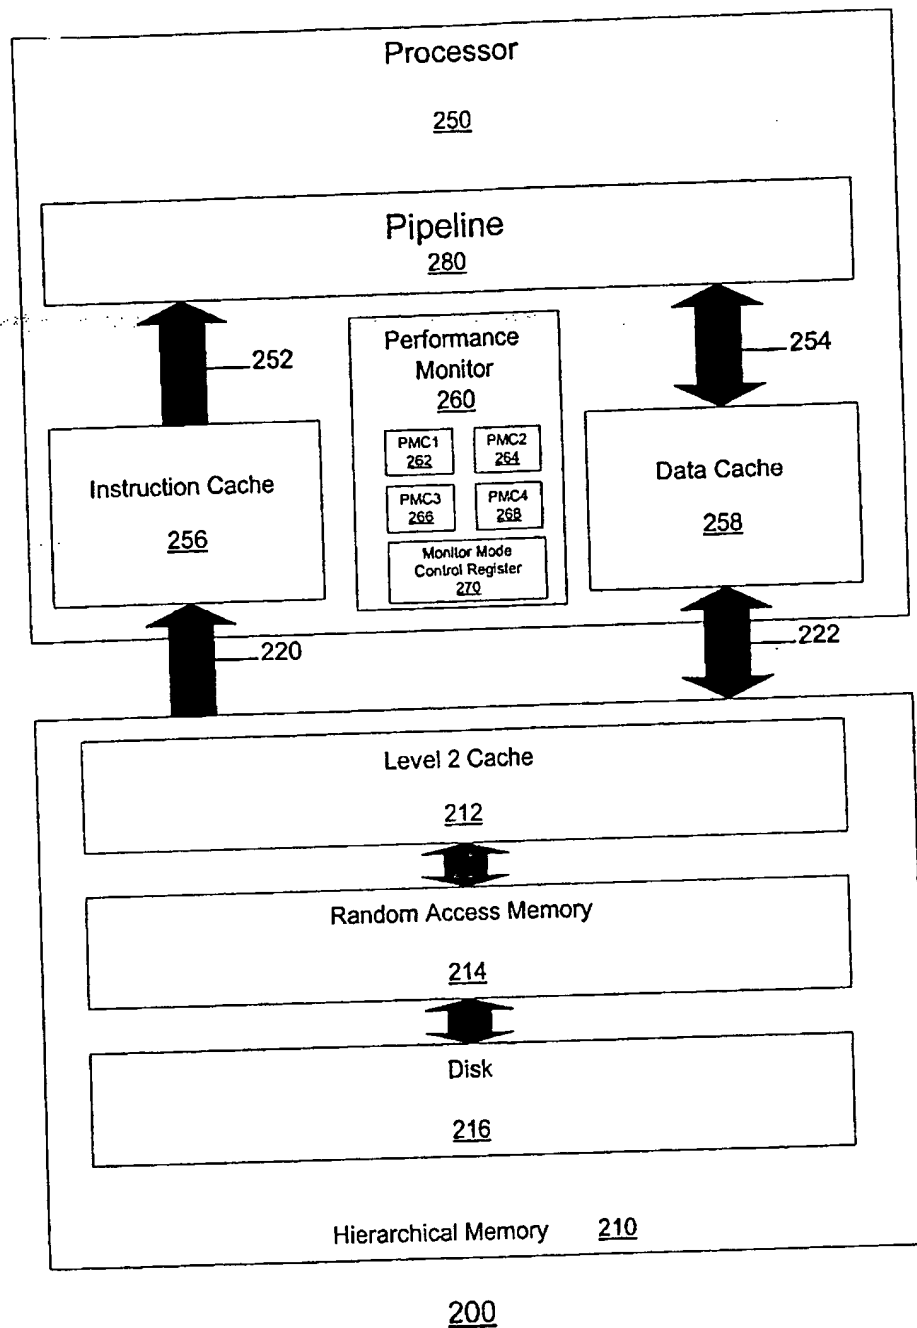 Processor
250
Pipeline
280
252
254
Performance
Monitor
260
PMC1
262
PMC2
264
PMC3
266
PMC4
268
Monitor Mode
Control Register
270
Instruction Cache
256
Data Cache
258
220
222
Level 2 Cache
212
Random Access Memory
214
Disk
216
Hierarchical Memory 210
200